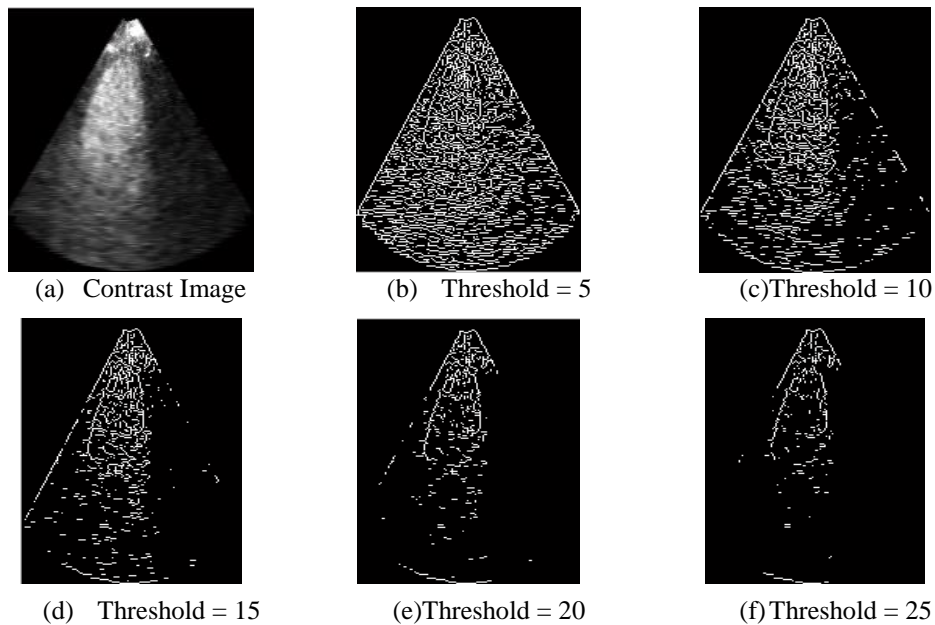 (a) Contrast Image
(b) Threshold = 5
(c)Threshold = 10
(d) Threshold = 15
(e)Threshold = 20
(f) Threshold = 25